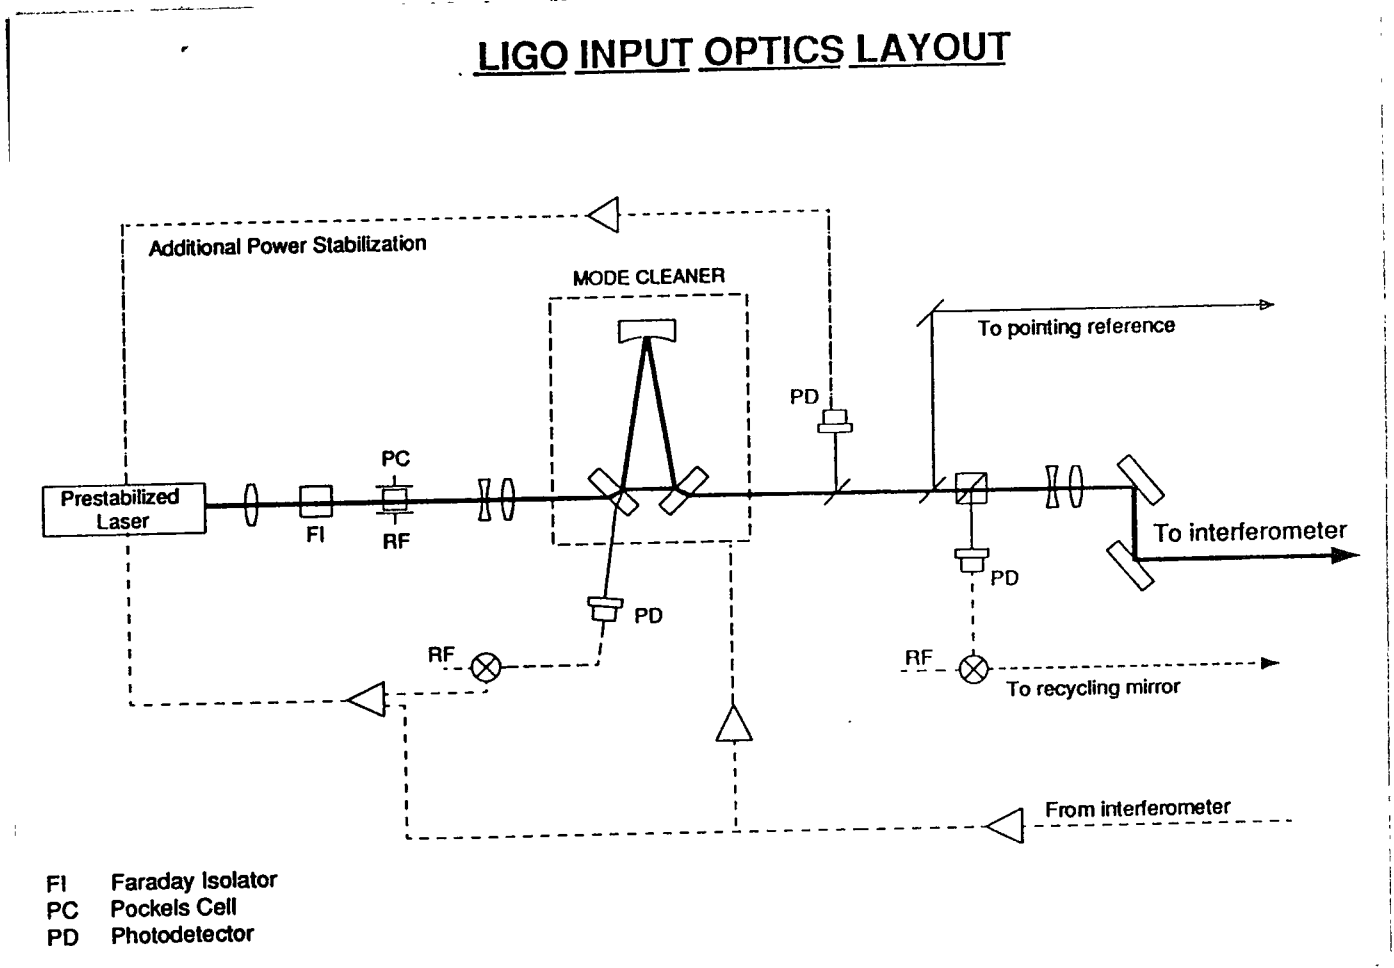 LIGO INPUT OPTICS LAYOUT
Additional Power Stabilization
MODE CLEANER
To pointing reference
PD
PC
Prestabilized
Laser
FI
RF
To interferometer
PD
PD
RF
RF
To recycling mirror
From interferometer
FI Faraday Isolator
PC Pockels Cell
PD Photodetector